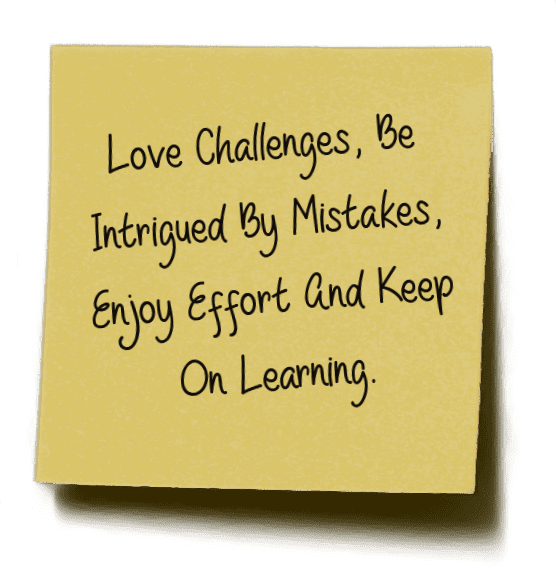 Love Challenges, Be
Intrigued By Mistakes,
Enjoy Effort And Keep
On Learning.